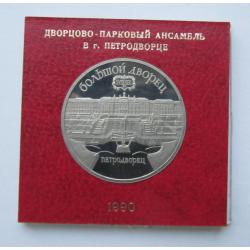 ДВОРЦОВО-ПАРКОВЫЙ АНСАМБЛЬ
В г. ПЕТРОДВОРЦЕ
БОЛЬШОЙ ДВОРЕЦ
ПЕТРОДВОРЕЦ
1990